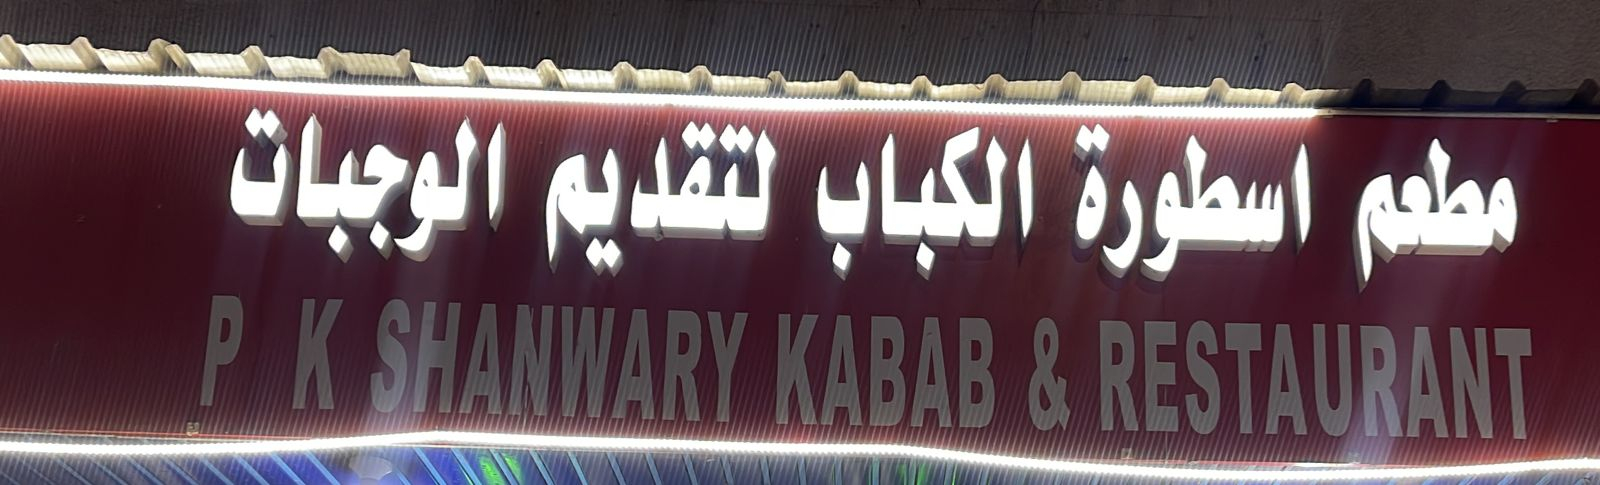 مطعم اسطورة الكباب لتقديم الوجبات
P K SHANWARY KABAB & RESTAURANT